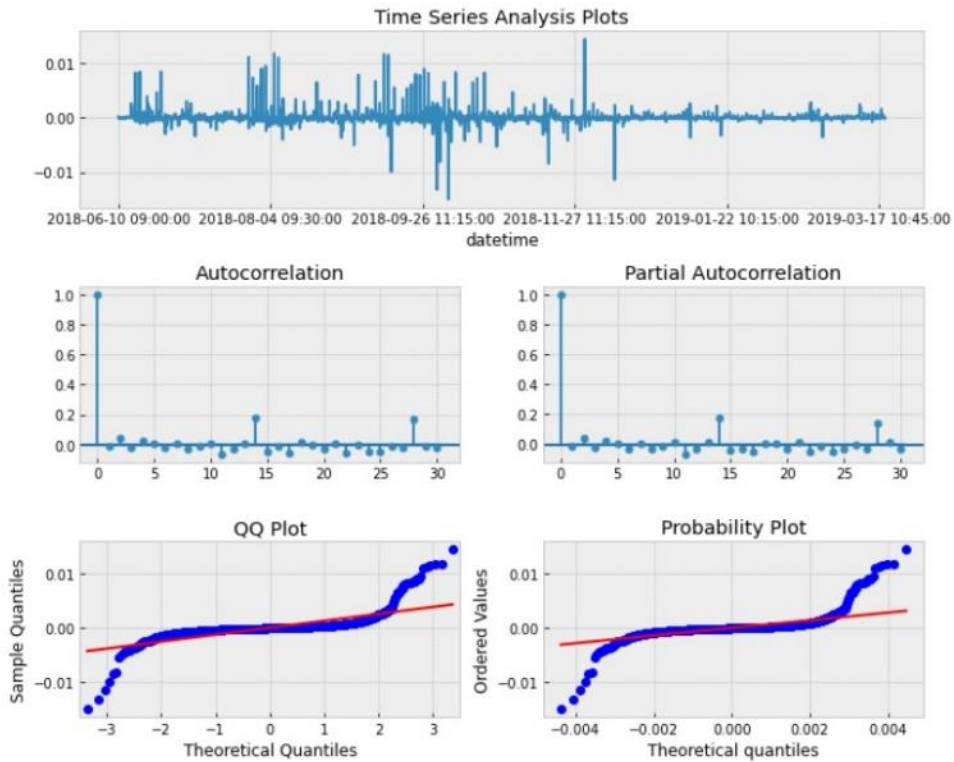 Time Series Analysis Plots
0.01
0.00
−0.01
2018-06-10 09:00:00 2018-08-04 09:30:00 2018-09-26 11:15:00 2018-11-27 11:15:00 2019-01-22 10:15:00 2019-03-17 10:45:00
datetime
Autocorrelation
1.0
0.8
0.6
0.4
0.2
0.0
0 5 10 15 20 25 30
Partial Autocorrelation
1.0
0.8
0.6
0.4
0.2
0.0
0 5 10 15 20 25 30
QQ Plot
Sample Quantiles
0.01
0.00
−0.01
−3 −2 −1 0 1 2 3
Theoretical Quantiles
Probability Plot
Ordered Values
0.01
0.00
−0.01
−0.004 −0.002 0.000 0.002 0.004
Theoretical quantiles